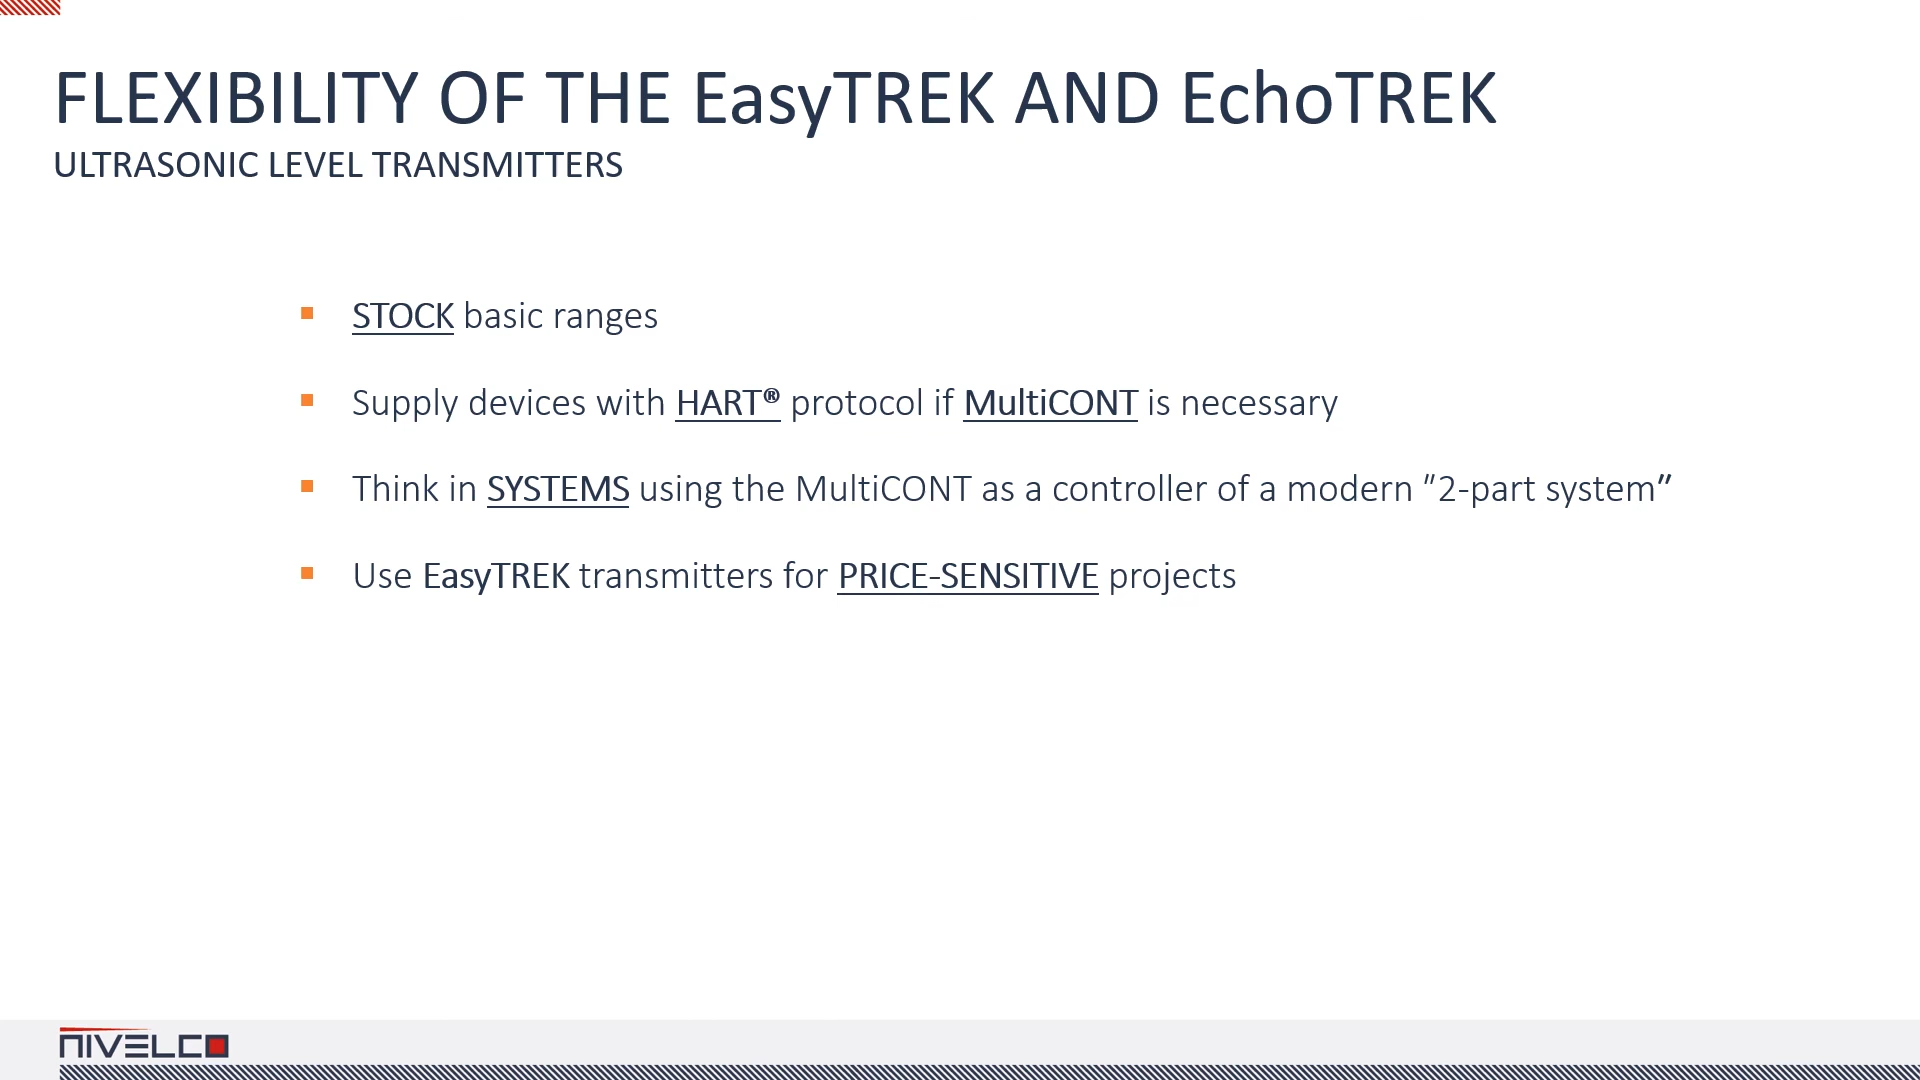 FLEXIBILITY OF THE EasyTREK AND EchoTREK
ULTRASONIC LEVEL TRANSMITTERS
▪ STOCK basic ranges
▪ Supply devices with HART® protocol if MultiCONT is necessary
▪ Think in SYSTEMS using the MultiCONT as a controller of a modern ″2-part system”
▪ Use EasyTREK transmitters for PRICE-SENSITIVE projects
NIVELCO